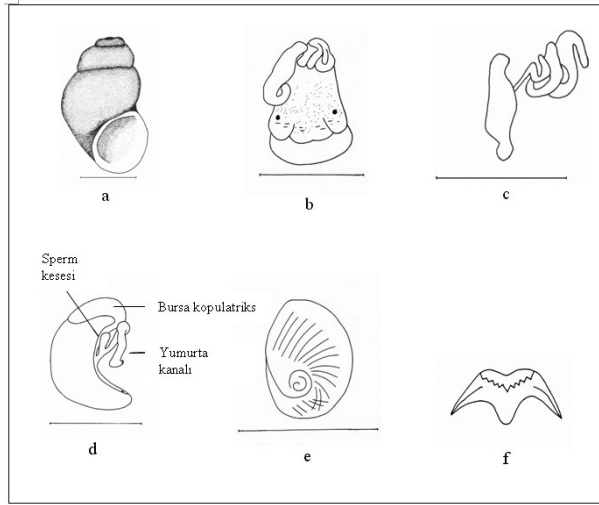 a
b
c
Sperm
kesesi
Bursa kopulatriks
Yumurta
kanalı
d
e
f